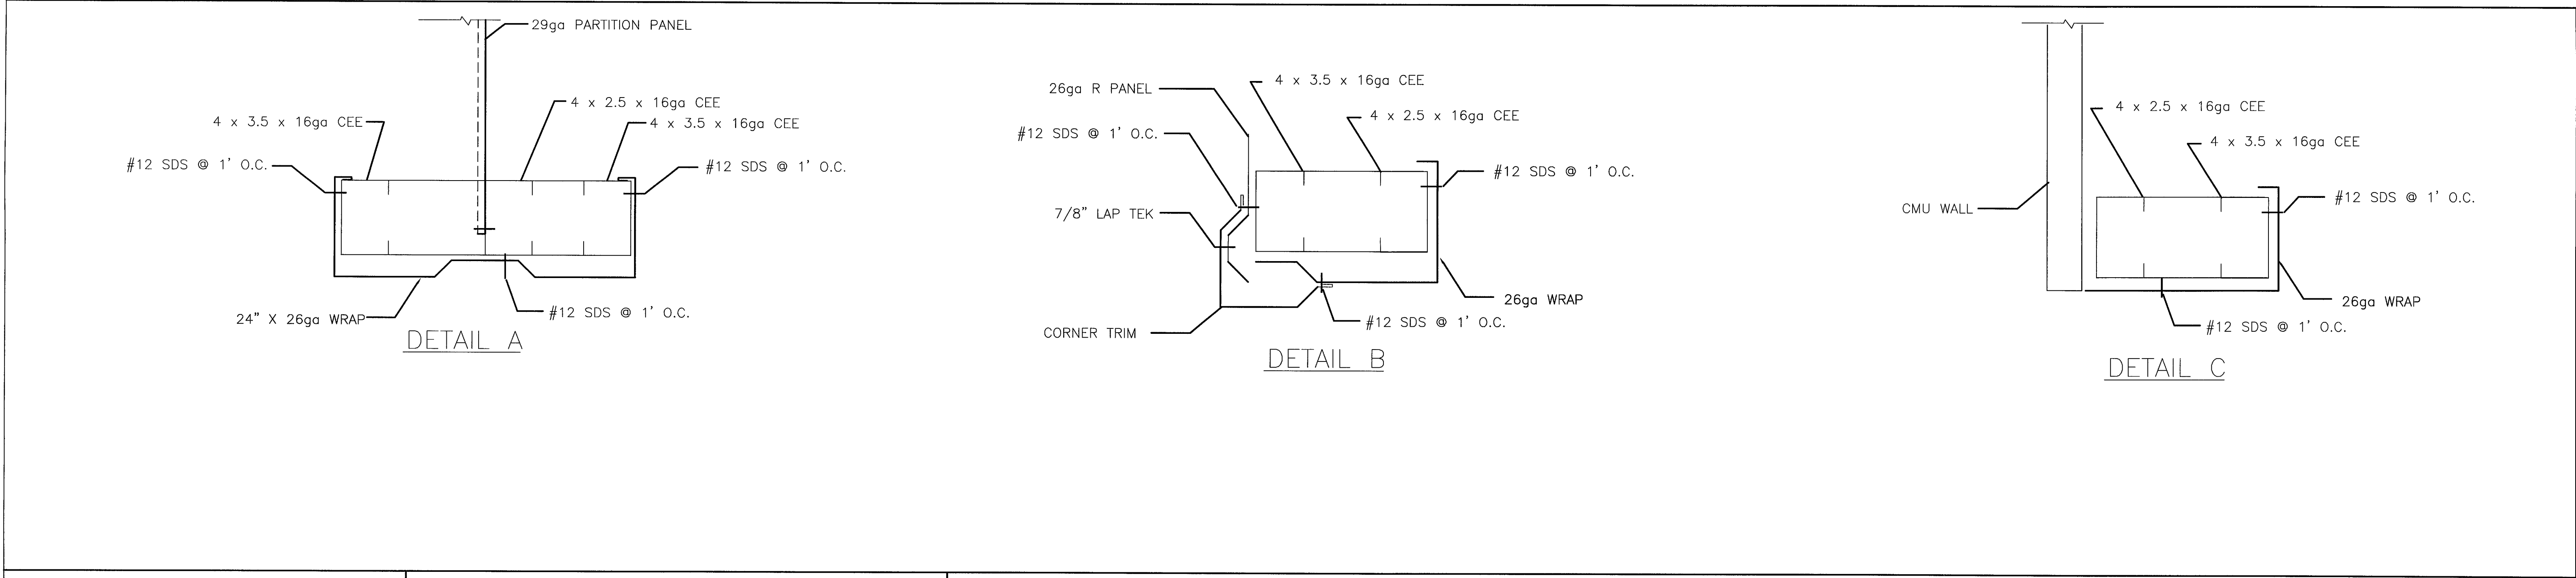 29ga PARTITION PANEL
4 x 2.5 x 16ga CEE
4 x 3.5 x 16ga CEE
4 x 3.5 x 16ga CEE
#12 SDS @ 1' O.C.
#12 SDS @ 1' O.C.
24" X 26ga WRAP
#12 SDS @ 1' O.C.
DETAIL A
26ga R PANEL
4 x 3.5 x 16ga CEE
4 x 2.5 x 16ga CEE
#12 SDS @ 1' O.C.
#12 SDS @ 1' O.C.
7/8" LAP TEK
26ga WRAP
#12 SDS @ 1' O.C.
CORNER TRIM
DETAIL B
4 x 2.5 x 16ga CEE
4 x 3.5 x 16ga CEE
#12 SDS @ 1' O.C.
CMU WALL
26ga WRAP
#12 SDS @ 1' O.C.
DETAIL C